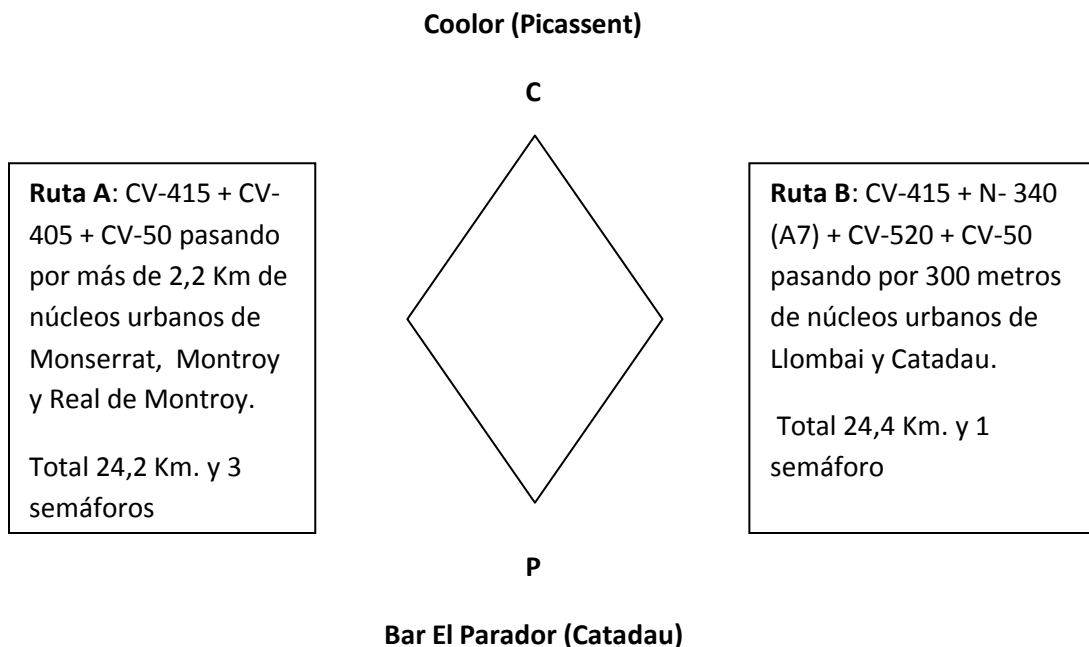 Coolor (Picassent)
C
Ruta A: CV-415 + CV-
405 + CV-50 pasando
por más de 2,2 Km de
núcleos urbanos de
Monserrat, Montroy
y Real de Montroy.
Total 24,2 Km. y 3
semáforos
Ruta B: CV-415 + N- 340
(A7) + CV-520 + CV-50
pasando por 300 metros
de núcleos urbanos de
Llombai y Catadau.
Total 24,4 Km. y 1
semáforo
P
Bar El Parador (Catadau)